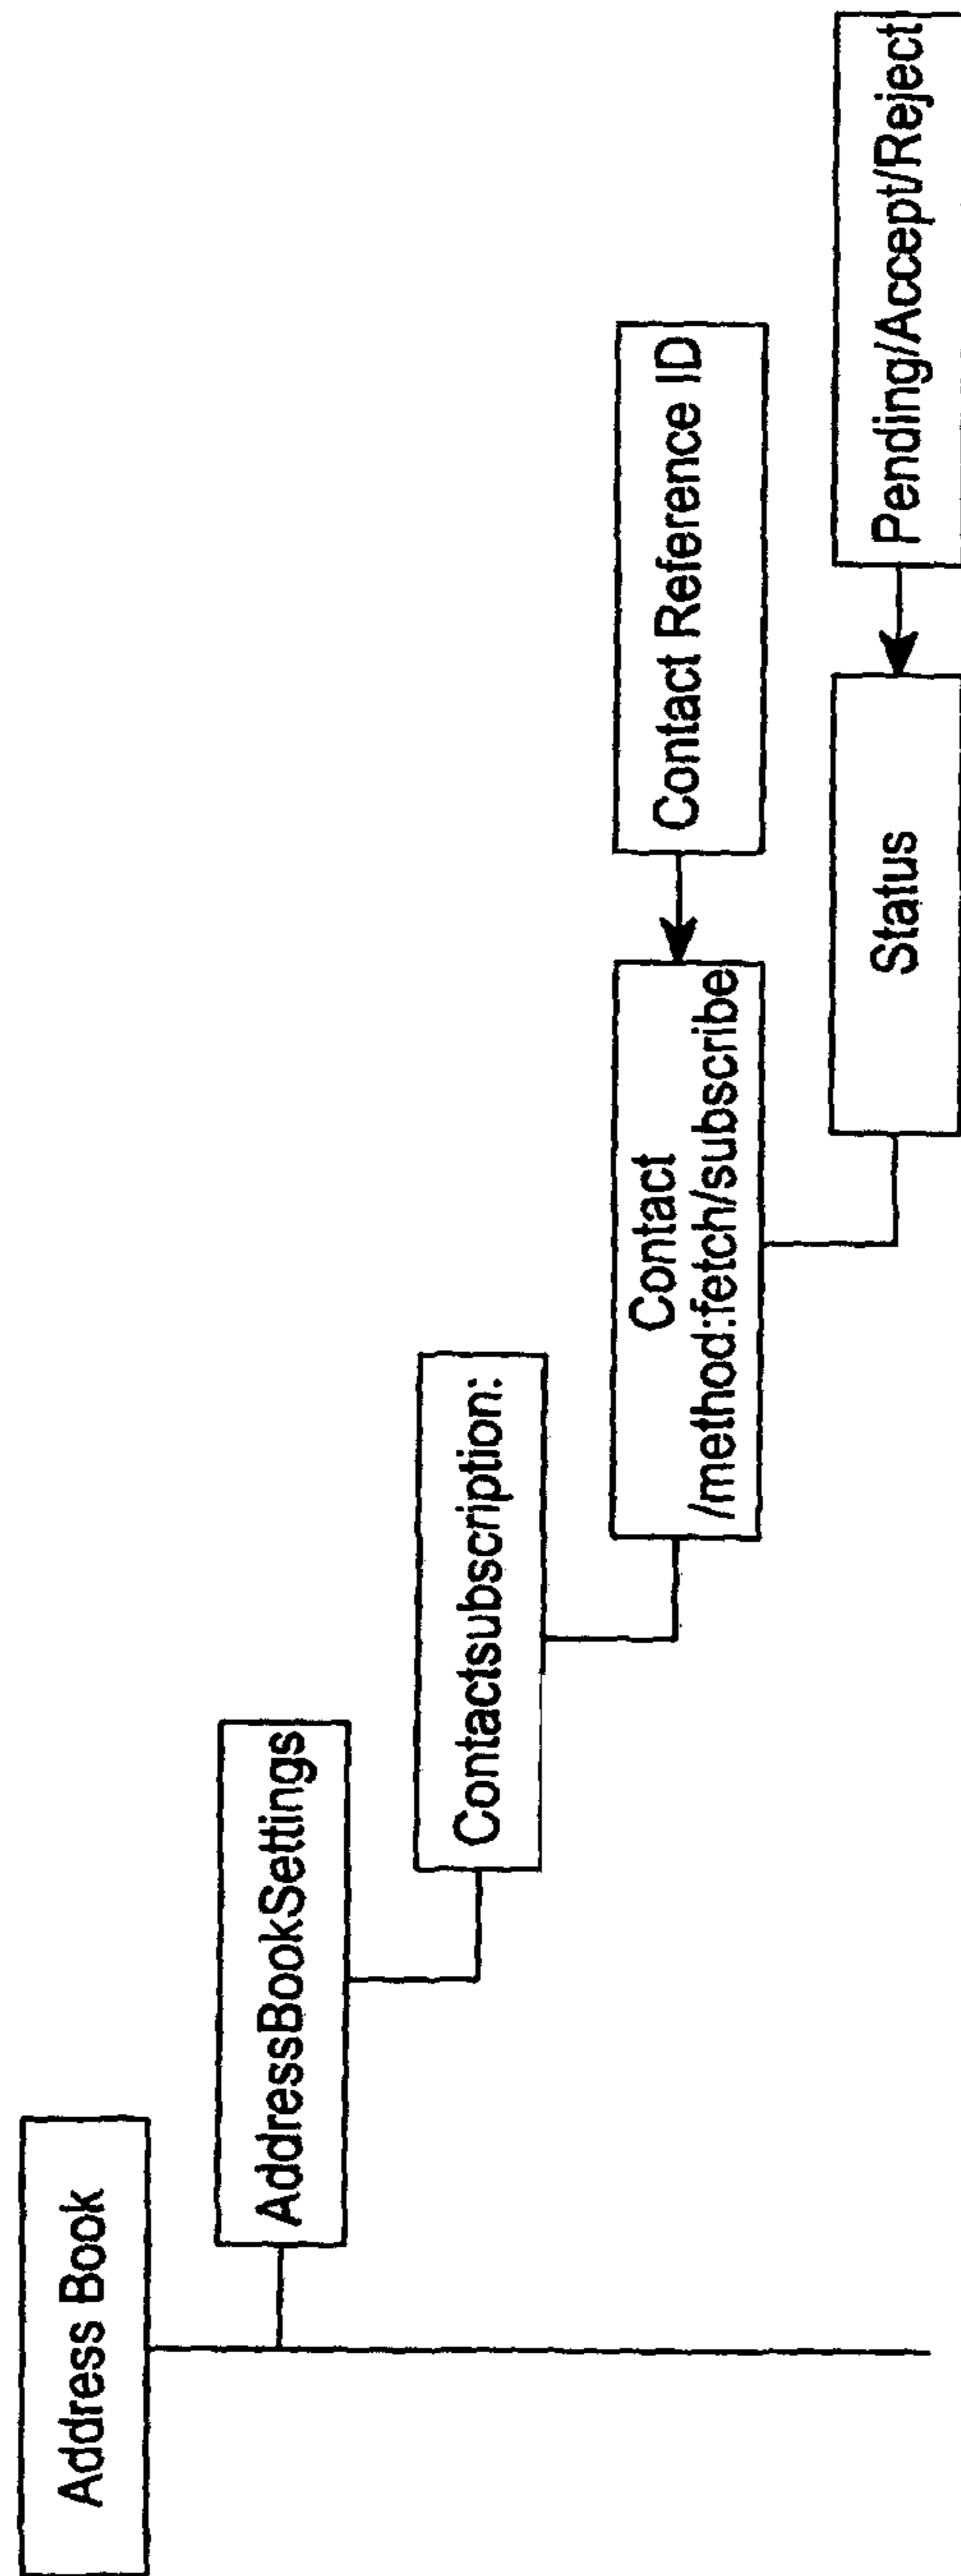 Address Book
AddressBookSettings
Contactsubscription:
Contact
/method:fetch/subscribe
Contact Reference ID
Status
Pending/Accept/Reject